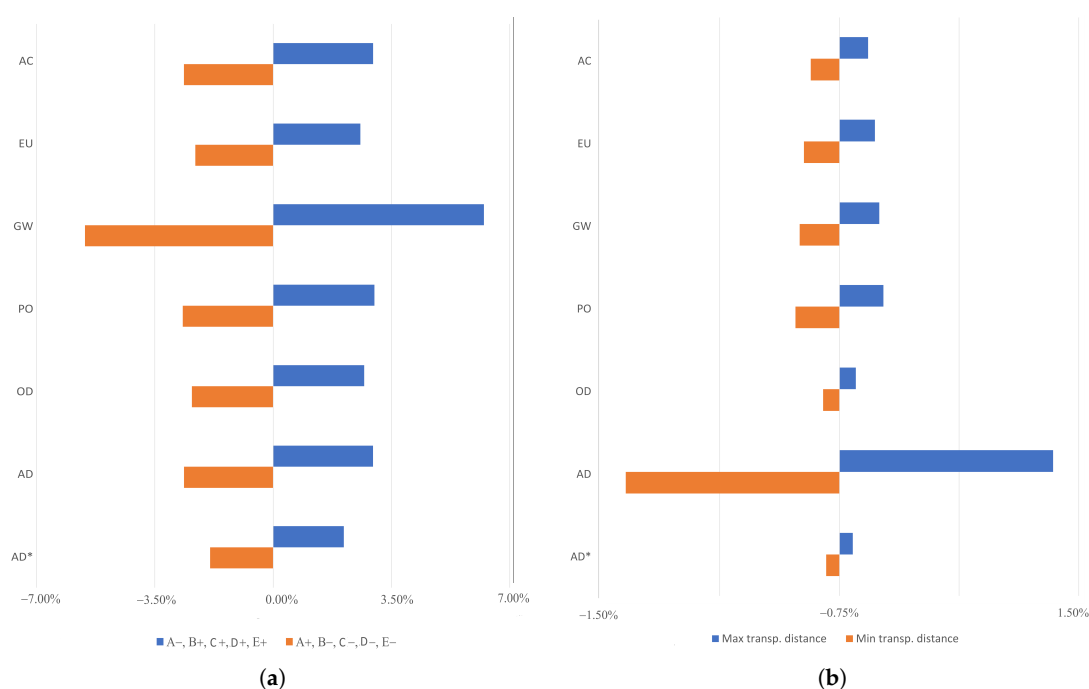 AC
EU
GW
PO
OD
AD
AD*
−7.00%
−3.50%
0.00%
3.50%
7.00%
A−, B+, C+, D+, E+
A+, B−, C−, D−, E−
(a)
AC
EU
GW
PO
OD
AD
AD*
−1.50%
−0.75%
1.50%
Max transp. distance
Min transp. distance
(b)